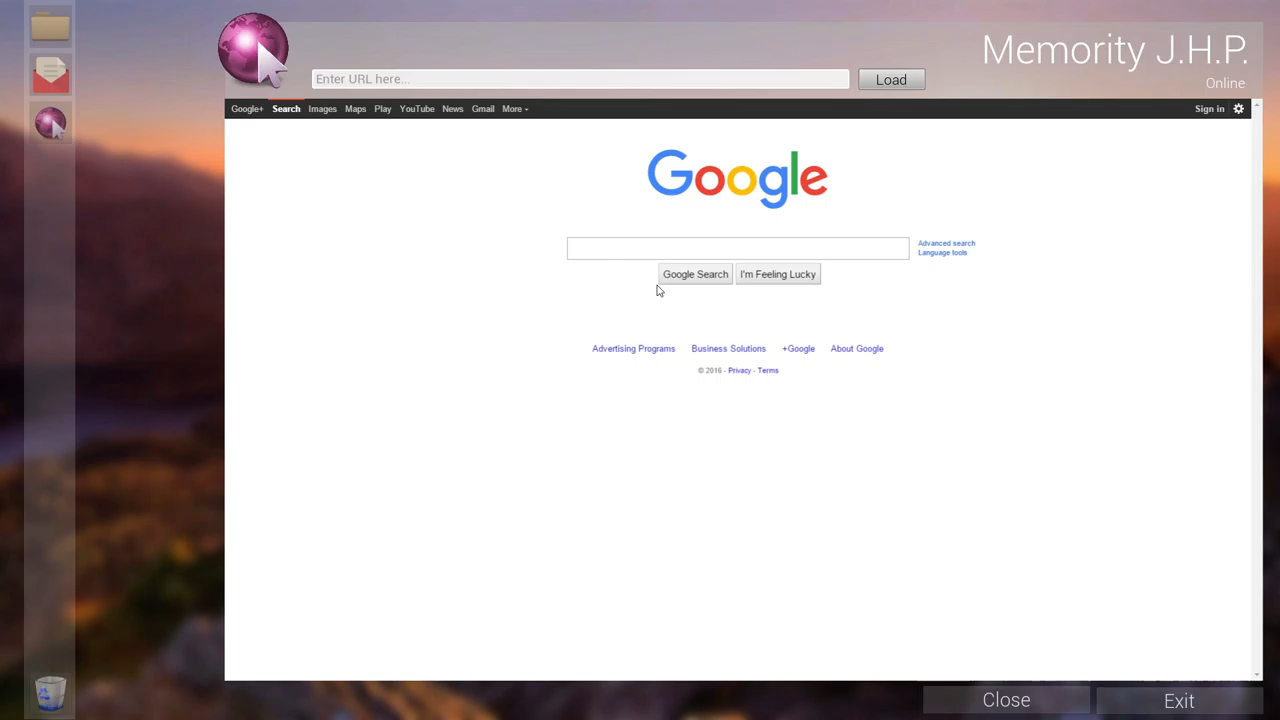 Memority J.H.P.
Enter URL here...
Load
Online
Google+ Search Images Maps Play YouTube News Gmail More
Sign in
Google
Advanced search
Language tools
Google Search
I'm Feeling Lucky
Advertising Programs Business Solutions +Google About Google
© 2016 - Privacy - Terms
Close
Exit